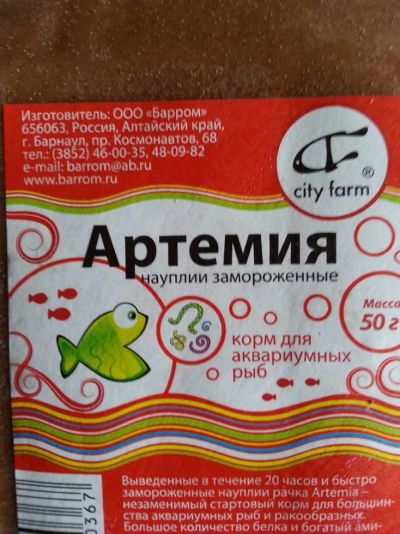 Изготовитель: ООО «Барром»
656063, Россия, Алтайский край,
г. Барнаул, пр. Космонавтов, 68
тел.: (3852) 46-00-35, 48-09-82
e-mail: barrom@ab.ru
www.barrom.ru
®
city farm
Артемия
науплии замороженные
Масса
50 г
корм для
аквариумных
рыб
Выведенные в течение 20 часов и быстро
замороженные науплии рачка Artemia –
незаменимый стартовый корм для большин-
ства аквариумных рыб и ракообразных.
Большое количество белка и богатый ами-
03671